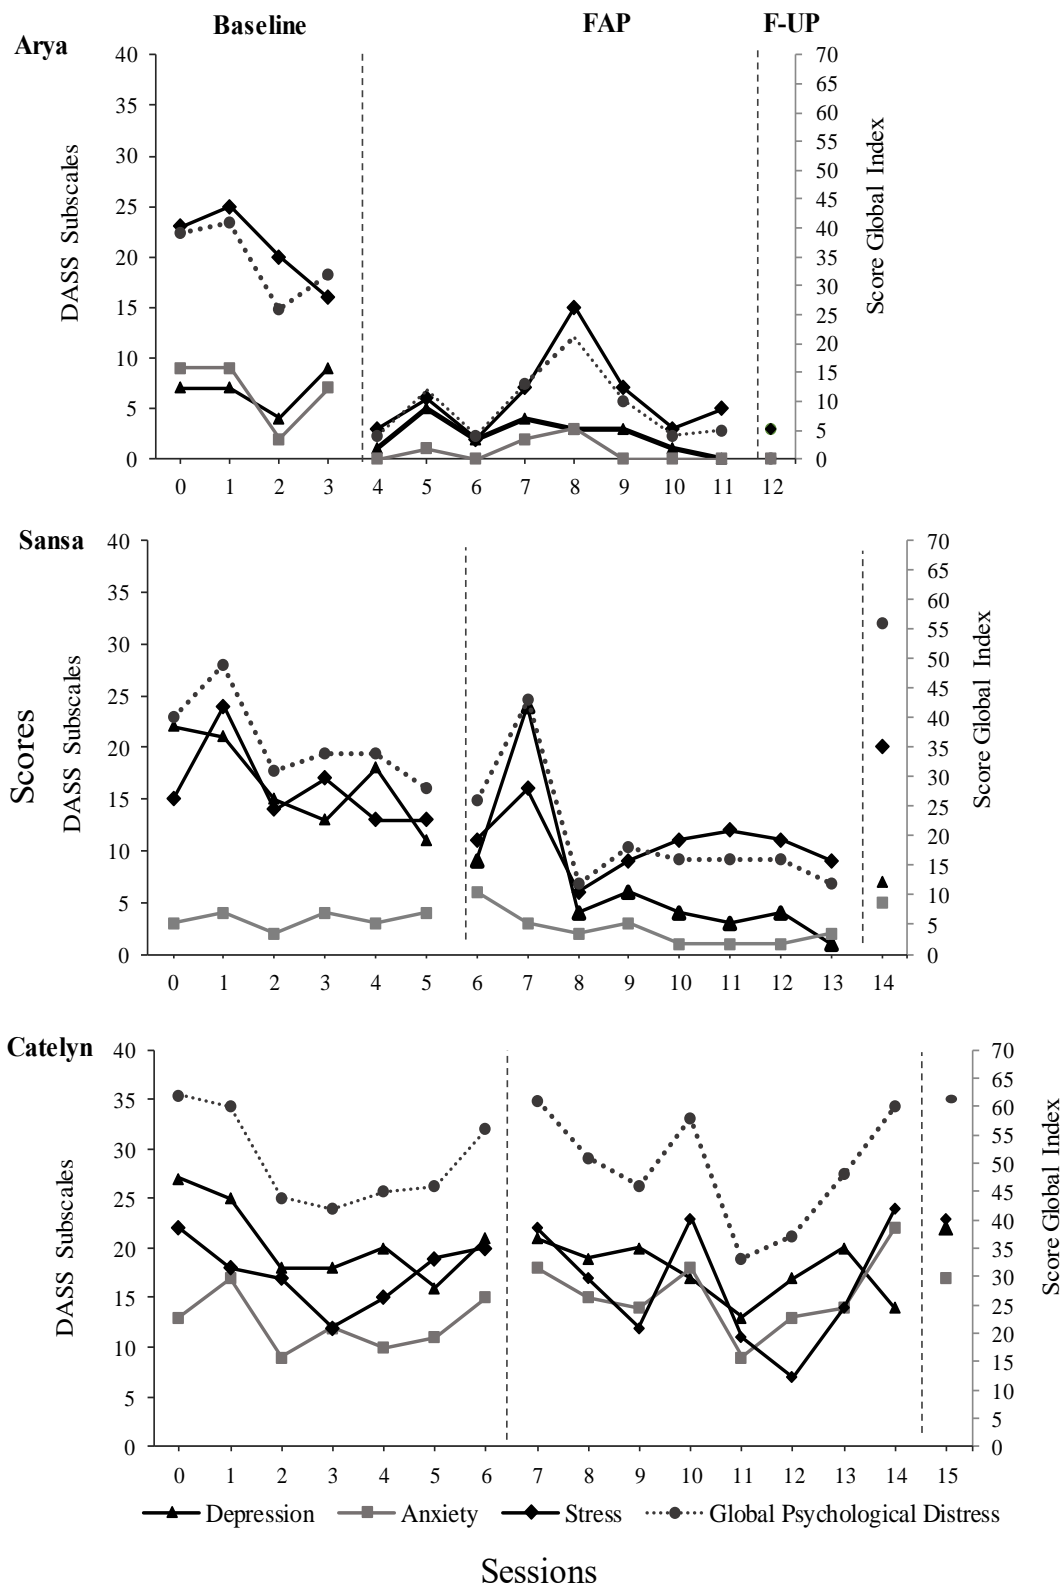 Baseline FAP F-UP
Arya
40 70
65
35 60
55
30 50
45
25 40
20 35
30
15 25
10 20
15
5 10
5
0 0
DASS Subscales
Score Global Index
0 1 2 3 4 5 6 7 8 9 10 11 12
Sansa
40 70
65
35 60
55
30 50
45
25 40
20 35
30
15 25
10 20
15
5 10
5
0 0
Scores
DASS Subscales
Score Global Index
0 1 2 3 4 5 6 7 8 9 10 11 12 13 14
Catelyn
40 70
65
35 60
55
30 50
45
25 40
20 35
30
15 25
10 20
15
5 10
5
0 0
DASS Subscales
Score Global Index
0 1 2 3 4 5 6 7 8 9 10 11 12 13 14 15
Depression Anxiety Stress Global Psychological Distress
Sessions